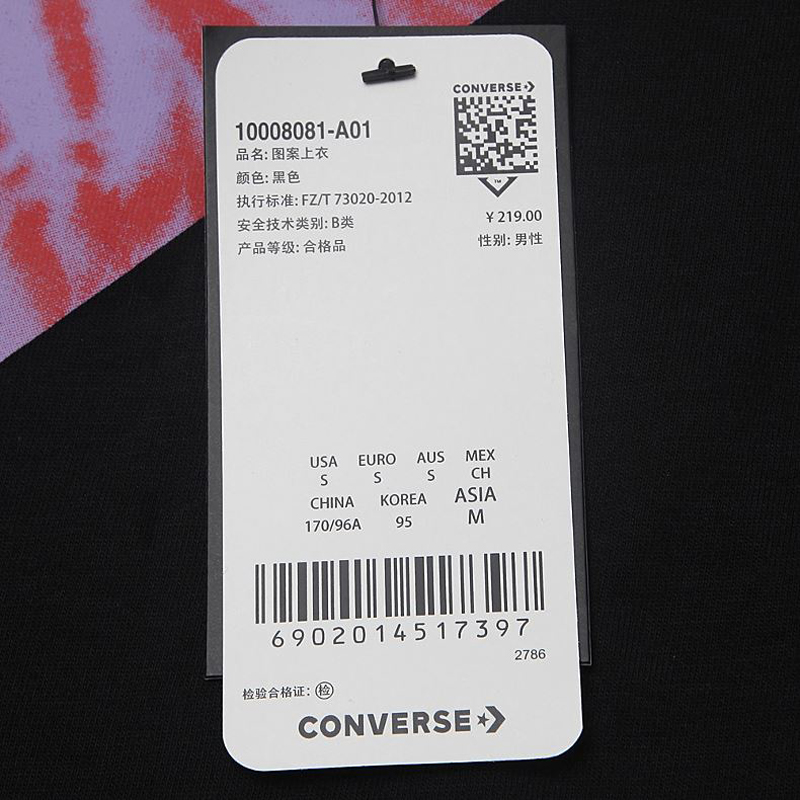 CONVERSE
10008081-A01
品名: 图案上衣
颜色: 黑色
执行标准: FZ/T 73020-2012
安全技术类别: B类
产品等级: 合格品
TM
¥ 219.00
性别: 男性
USA EURO AUS MEX
S S S CH
CHINA KOREA ASIA
170/96A 95 M
6902014517397
2786
检验合格证: 检
CONVERSE